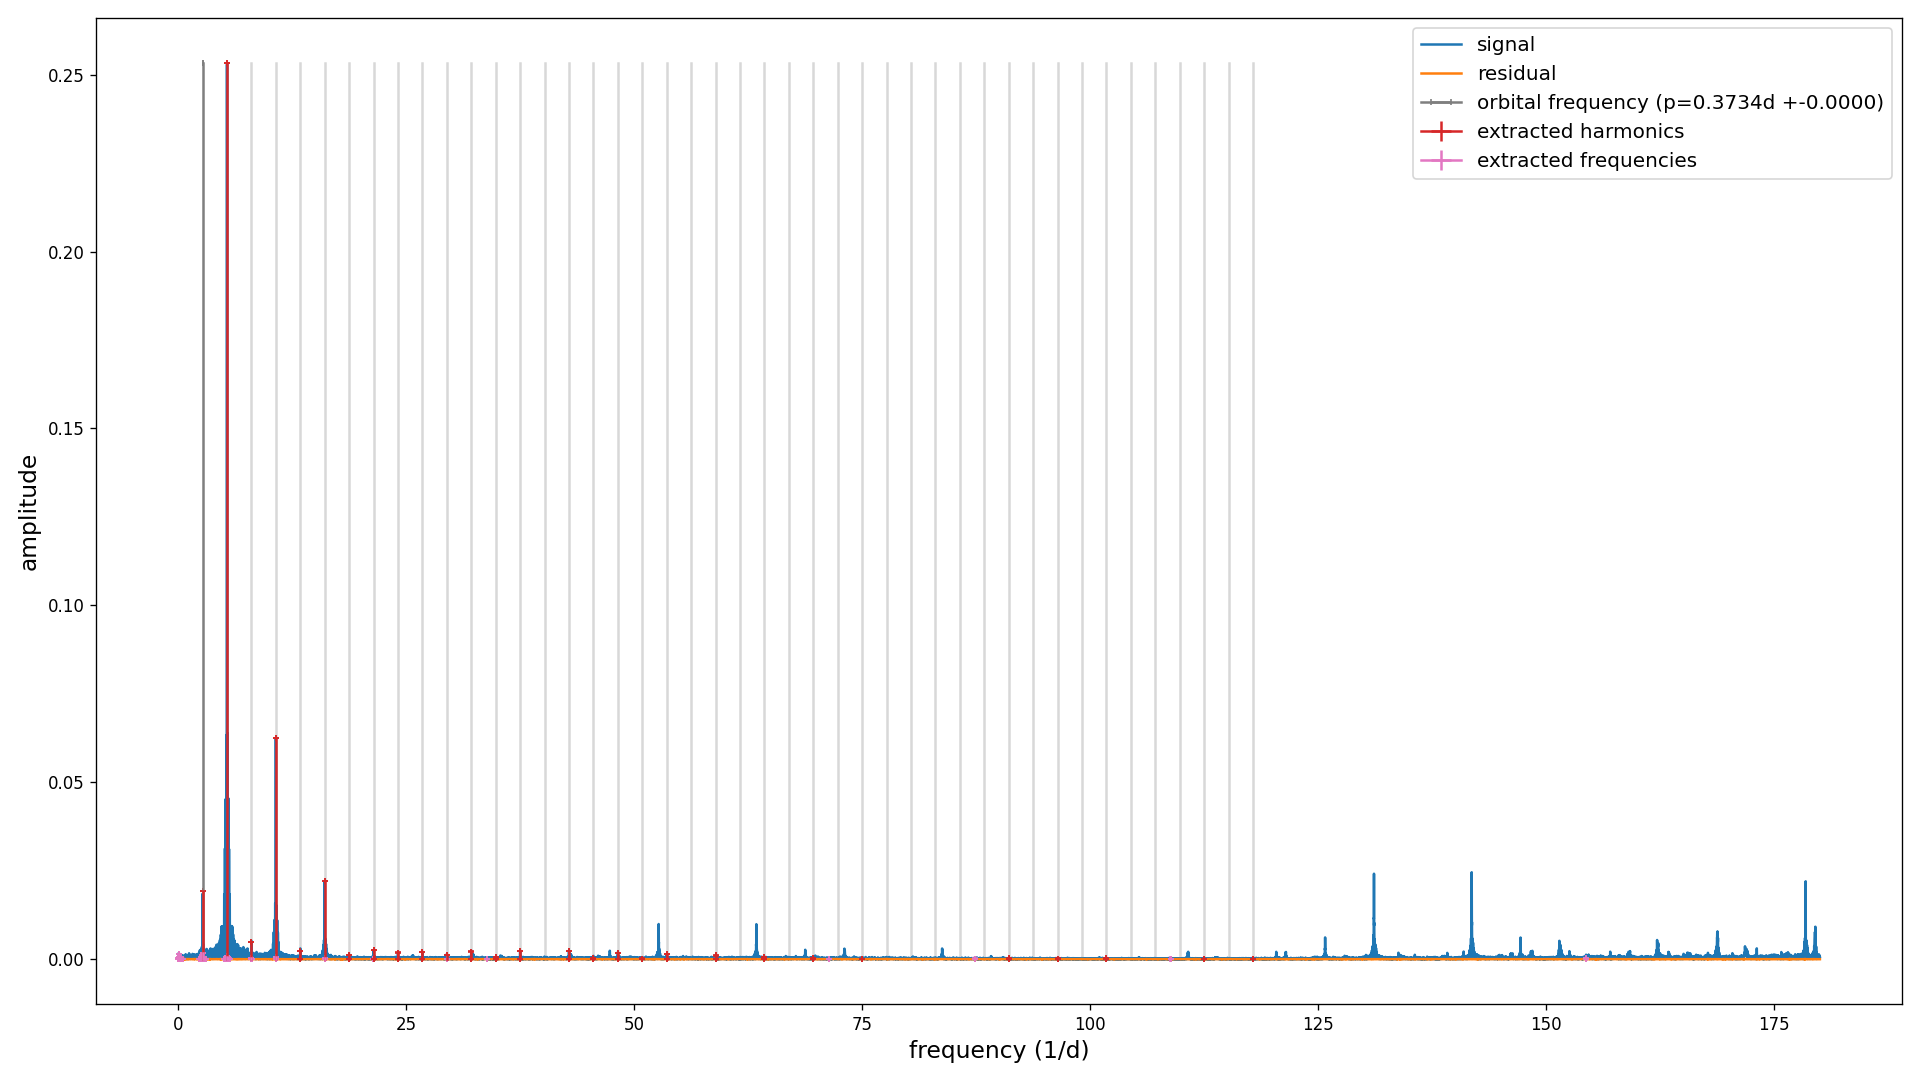 signal
residual
orbital frequency (p=0.3734d +-0.0000)
extracted harmonics
extracted frequencies
amplitude
0.25
0.20
0.15
0.10
0.05
0.00
0 25 50 75 100 125 150 175
frequency (1/d)